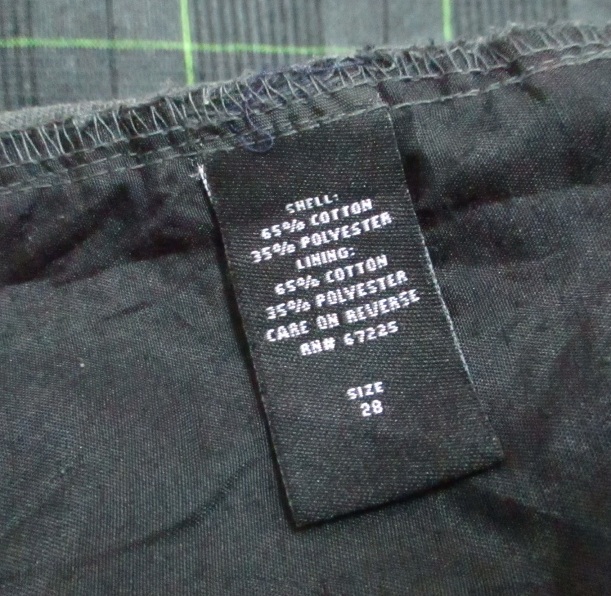 SHELL:
65% COTTON
35% POLYESTER
LINING:
65% COTTON
35% POLYESTER
CARE ON REVERSE
RN# 67225
SIZE
28